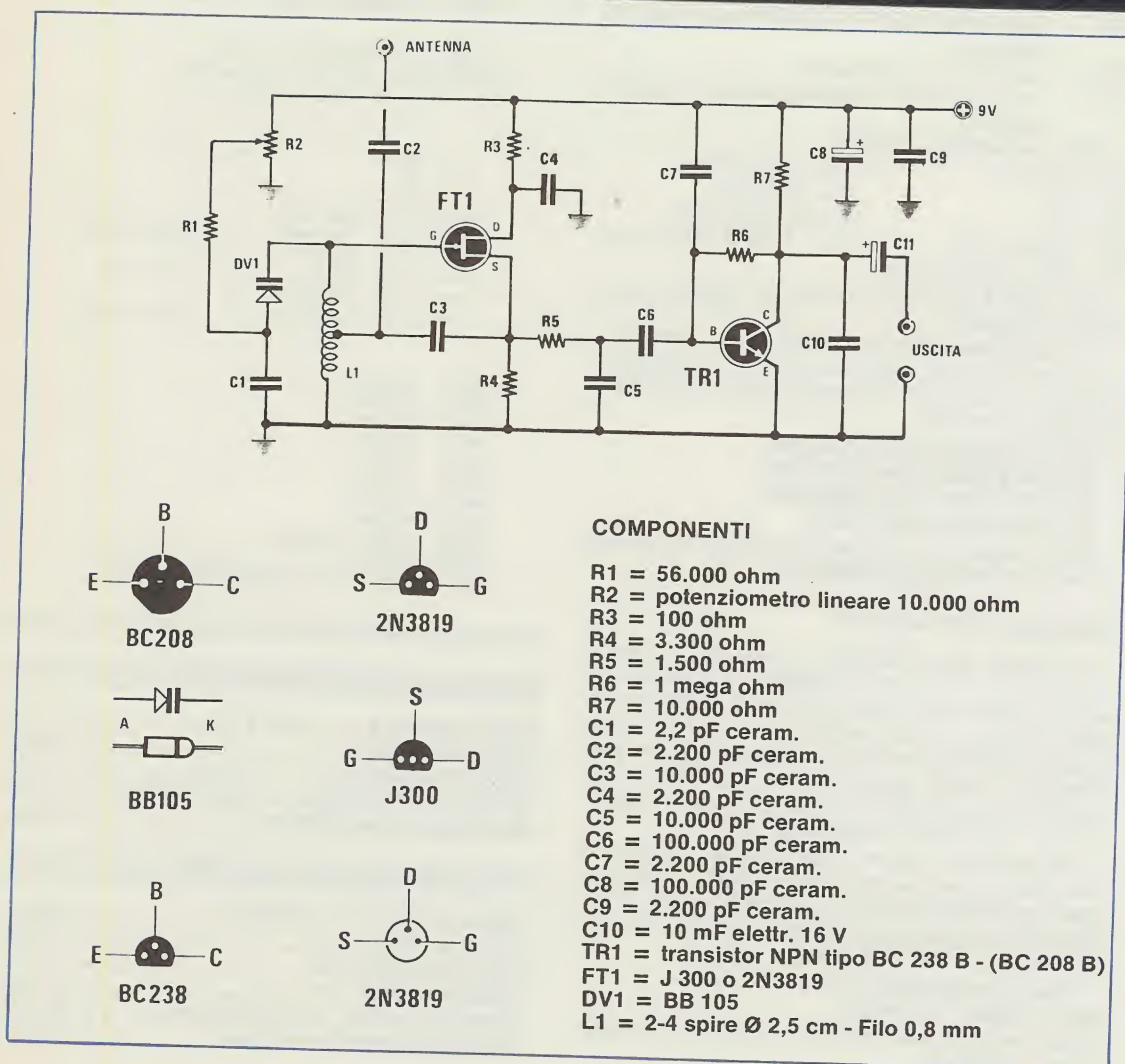 ANTENNA
9V
R2
C2
R3
C4
C7
R7
C8
+
C9
FT1
R1
G
D
S
R6
+
C11
DV1
C3
R5
C6
B
C
E
C10
USCITA
L1
C1
R4
C5
TR1
B
E
C
BC208
D
S
G
2N3819
A
K
BB105
S
G
D
J300
B
E
C
BC238
D
S
G
2N3819
COMPONENTI
R1 = 56.000 ohm
R2 = potenziometro lineare 10.000 ohm
R3 = 100 ohm
R4 = 3.300 ohm
R5 = 1.500 ohm
R6 = 1 mega ohm
R7 = 10.000 ohm
C1 = 2,2 pF ceram.
C2 = 2.200 pF ceram.
C3 = 10.000 pF ceram.
C4 = 2.200 pF ceram.
C5 = 10.000 pF ceram.
C6 = 100.000 pF ceram.
C7 = 2.200 pF ceram.
C8 = 100.000 pF ceram.
C9 = 2.200 pF ceram.
C10 = 10 mF elettr. 16 V
TR1 = transistor NPN tipo BC 238 B - (BC 208 B)
FT1 = J 300 o 2N3819
DV1 = BB 105
L1 = 2-4 spire Ø 2,5 cm - Filo 0,8 mm